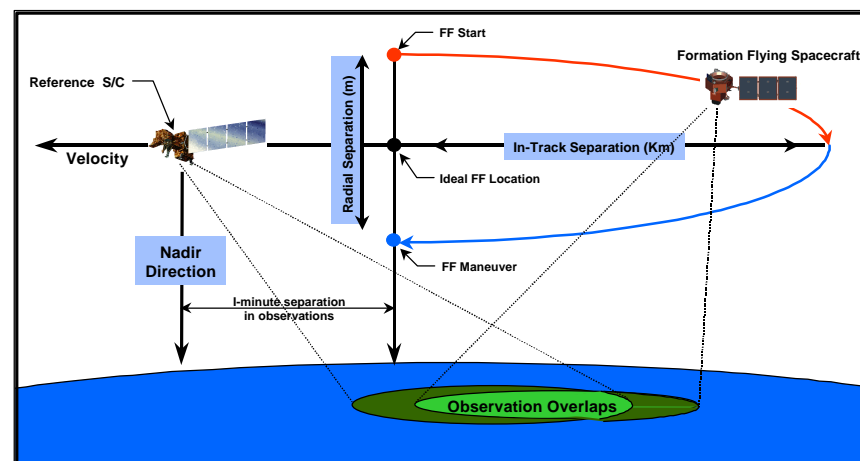 FF Start
Formation Flying Spacecraft
Reference S/C
Radial Separation (m)
Velocity
In-Track Separation (Km)
Ideal FF Location
Nadir
Direction
FF Maneuver
I-minute separation
in observations
Observation Overlaps